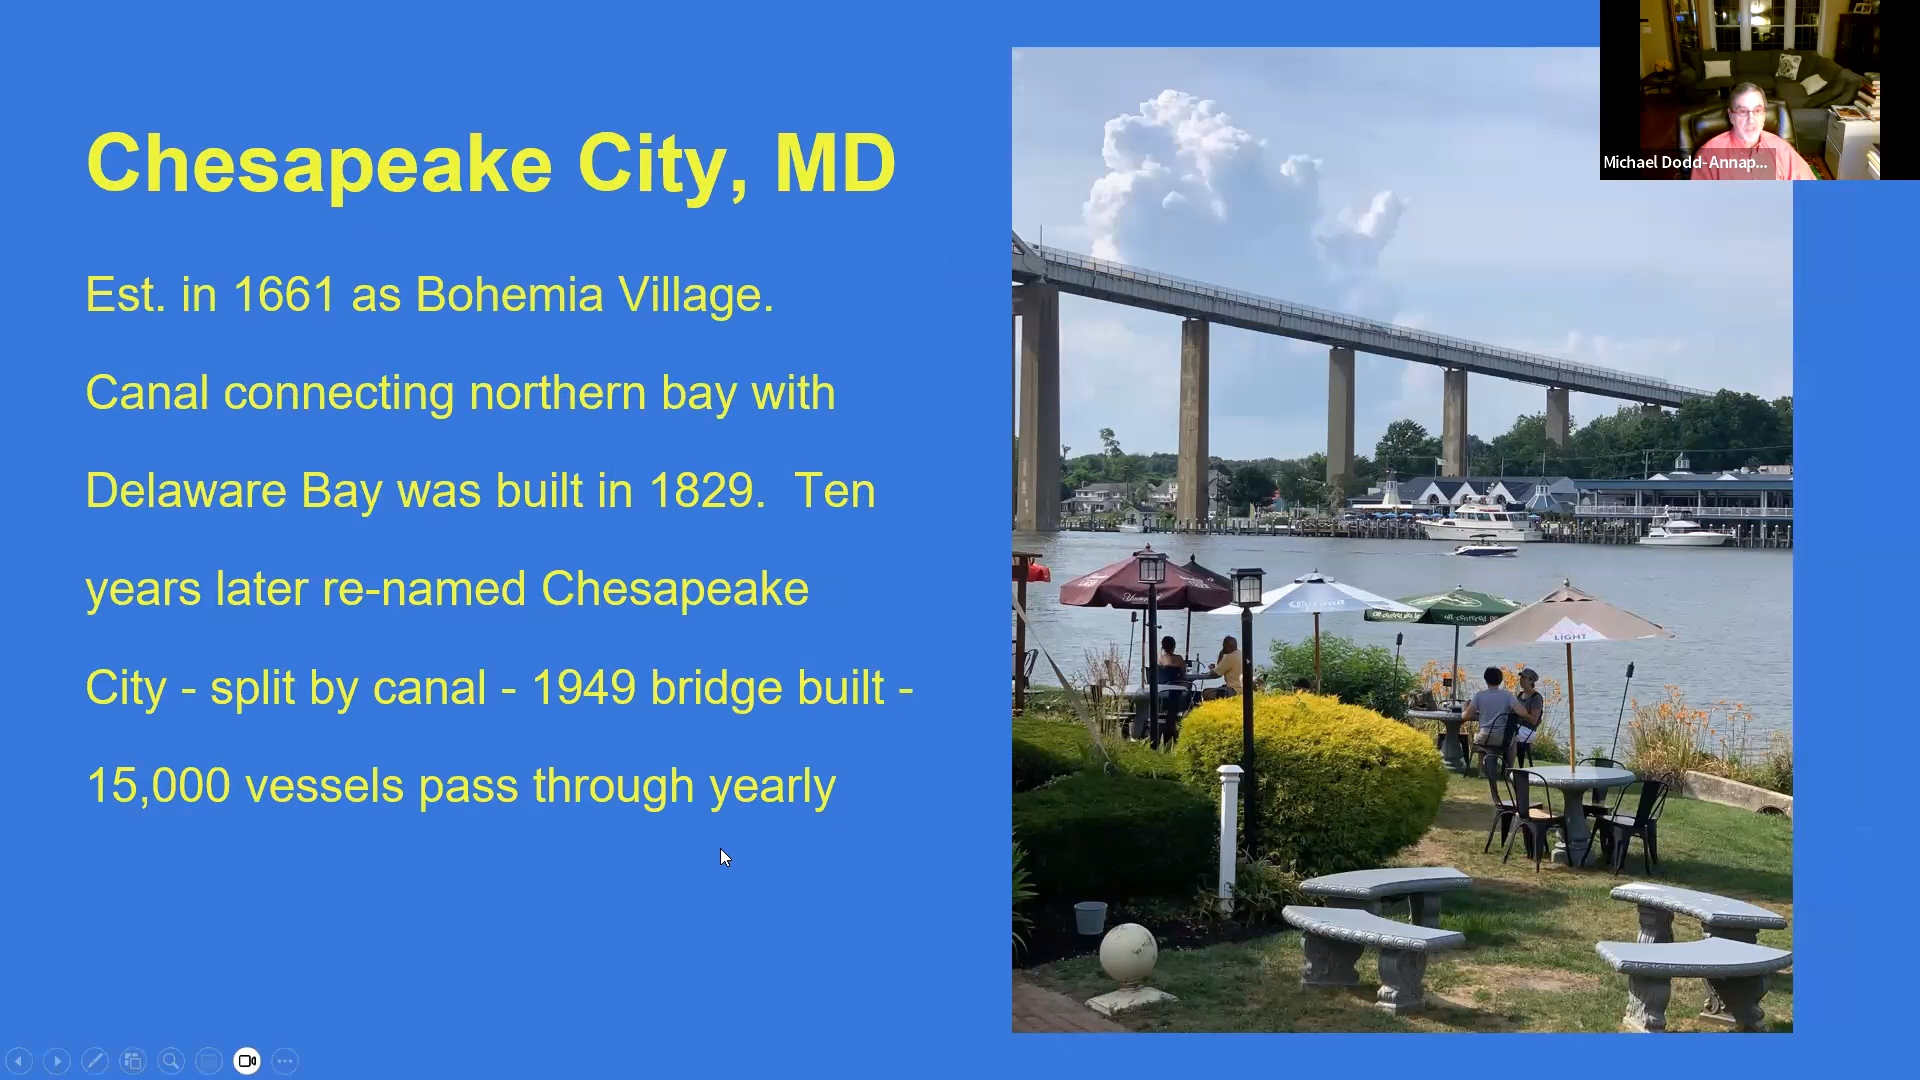 Chesapeake City, MD
Est. in 1661 as Bohemia Village.
Canal connecting northern bay with
Delaware Bay was built in 1829.  Ten
years later re-named Chesapeake
City - split by canal - 1949 bridge built -
15,000 vessels pass through yearly
Michael Dodd-Annap...
Corona
LIGHT